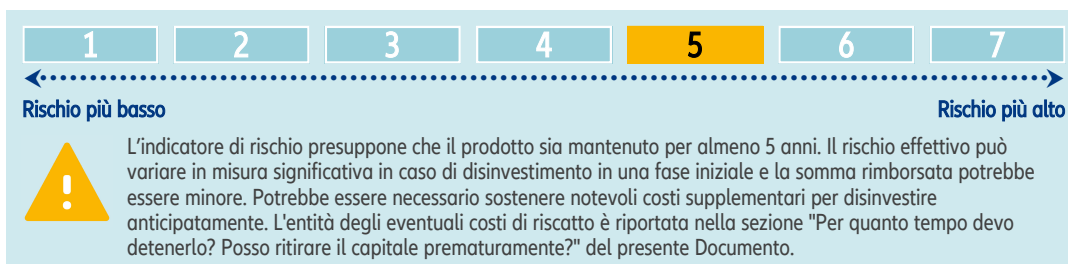 1 2 3 4 5 6 7
Rischio più basso Rischio più alto
L’indicatore di rischio presuppone che il prodotto sia mantenuto per almeno 5 anni. Il rischio effettivo può
variare in misura significativa in caso di disinvestimento in una fase iniziale e la somma rimborsata potrebbe
essere minore. Potrebbe essere necessario sostenere notevoli costi supplementari per disinvestire
anticipatamente. L'entità degli eventuali costi di riscatto è riportata nella sezione "Per quanto tempo devo
detenerlo? Posso ritirare il capitale prematuramente?" del presente Documento.